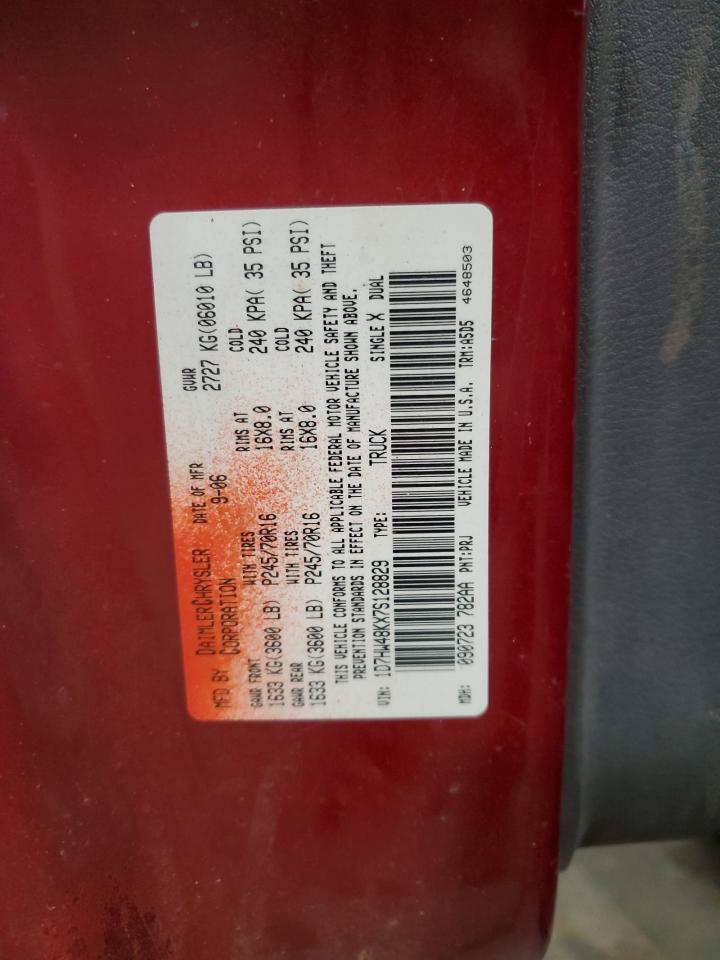 MFD BY DAIMLERCHRYSLER CORPORATION DATE OF MFR 9-06 GVWR 2727 KG(06010 LB)
GAWR FRONT WITH TIRES RIMS AT COLD
1633 KG(3600 LB) P245/70R16 16X8.0 240 KPA( 35 PSI)
GAWR REAR WITH TIRES RIMS AT COLD
1633 KG(3600 LB) P245/70R16 16X8.0 240 KPA( 35 PSI)
THIS VEHICLE CONFORMS TO ALL APPLICABLE FEDERAL MOTOR VEHICLE SAFETY AND THEFT
PREVENTION STANDARDS IN EFFECT ON THE DATE OF MANUFACTURE SHOWN ABOVE.
VIN: 1D7HW48KX7S128829 TYPE: TRUCK SINGLE X DUAL
MDH: 090723 782AA PNT:PRJ VEHICLE MADE IN U.S.A. TRM:A5D5 4648503